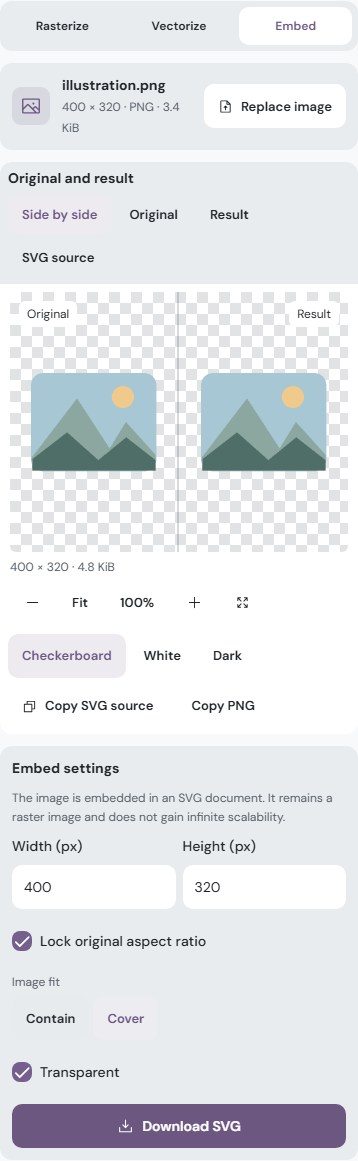 Rasterize
Vectorize
Embed
illustration.png
400 × 320 · PNG · 3.4
KiB
Replace image
Original and result
Side by side
Original
Result
SVG source
Original
Result
400 × 320 · 4.8 KiB
Fit
100%
Checkerboard
White
Dark
Copy SVG source
Copy PNG
Embed settings
The image is embedded in an SVG document. It remains a
raster image and does not gain infinite scalability.
Width (px)
Height (px)
400
320
Lock original aspect ratio
Image fit
Contain
Cover
Transparent
Download SVG